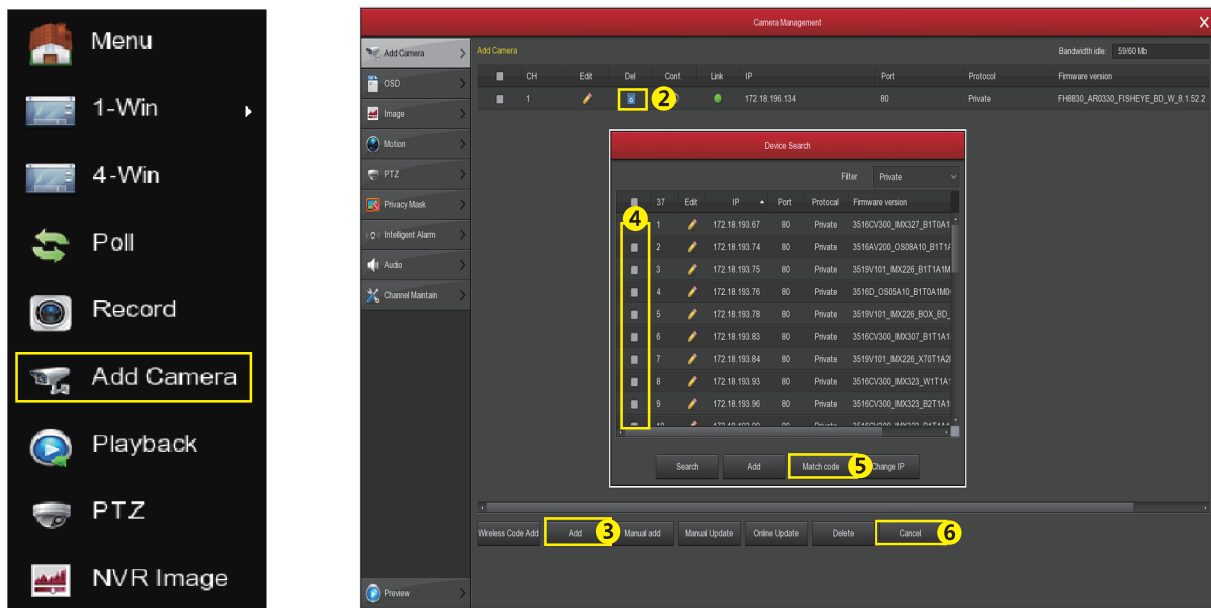 Menu
1-Win
4-Win
Poll
Record
Add Camera
Playback
PTZ
NVR Image
Camera Management
X
Add Camera
OSD
Image
Motion
PTZ
Privacy Mask
Intelligent Alarm
Audio
Channel Maintain
Preview
Add Camera
Bandwidth idle: 59/60 Mb
CH Edit Del Conf. Link IP Port Protocol Firmware version
1 2 172.18.196.134 80 Private FH8830_AR0330_FISHEYE_BD_W_8.1.52.2
Device Search
Filter Private
37 Edit IP Port Protocal Firmware version
4
1 172.18.193.67 80 Private 3516CV300_IMX327_B1T0A1
2 172.18.193.74 80 Private 3516AV200_OS08A10_B1T1A
3 172.18.193.75 80 Private 3519V101_IMX226_B1T1A1M
4 172.18.193.76 80 Private 3516D_OS05A10_B1T0A1M0
5 172.18.193.78 80 Private 3519V101_IMX226_BOX_BD_
6 172.18.193.83 80 Private 3516CV300_IMX307_B1T1A1
7 172.18.193.84 80 Private 3519V101_IMX226_X70T1A2
8 172.18.193.93 80 Private 3516CV300_IMX323_W1T1A1
9 172.18.193.96 80 Private 3516CV300_IMX323_B2T1A1
Search Add Match code 5 Change IP
Wireless Code Add Add 3 Manual add Manual Update Online Update Delete Cancel 6